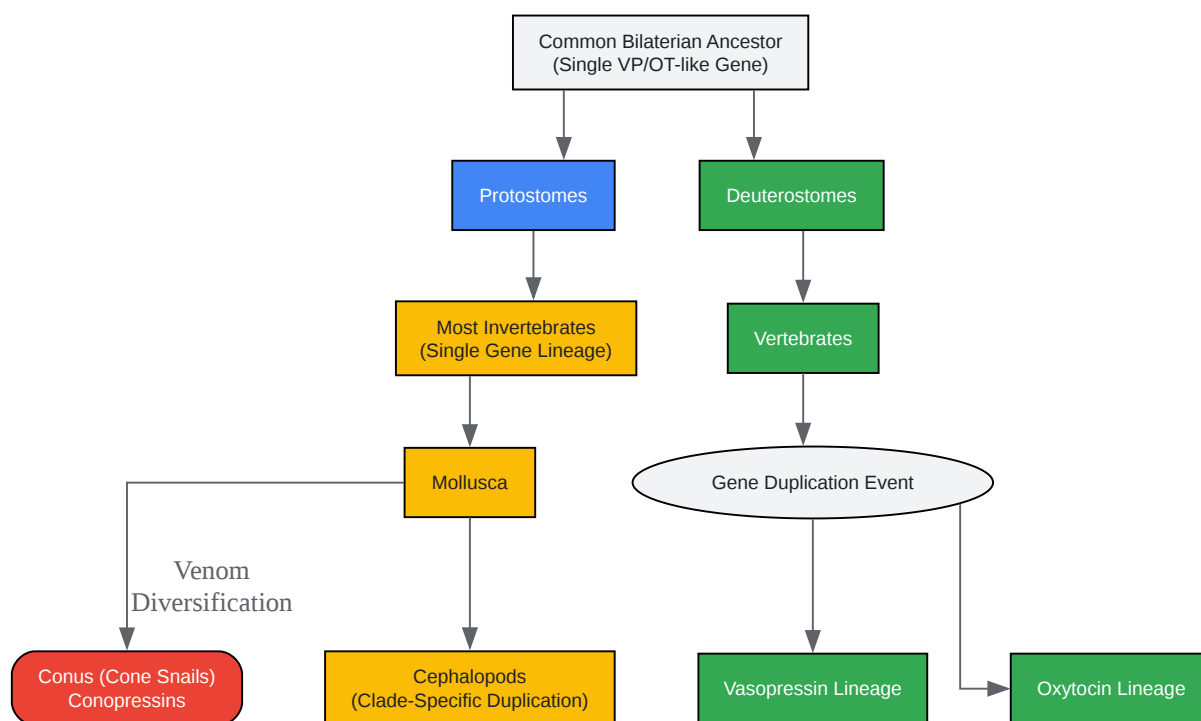 Common Bilaterian Ancestor
(Single VP/OT-like Gene)
Protostomes
Deuterostomes
Most Invertebrates
(Single Gene Lineage)
Vertebrates
Mollusca
Gene Duplication Event
Venom
Diversification
Conus (Cone Snails)
Conopressins
Cephalopods
(Clade-Specific Duplication)
Vasopressin Lineage
Oxytocin Lineage